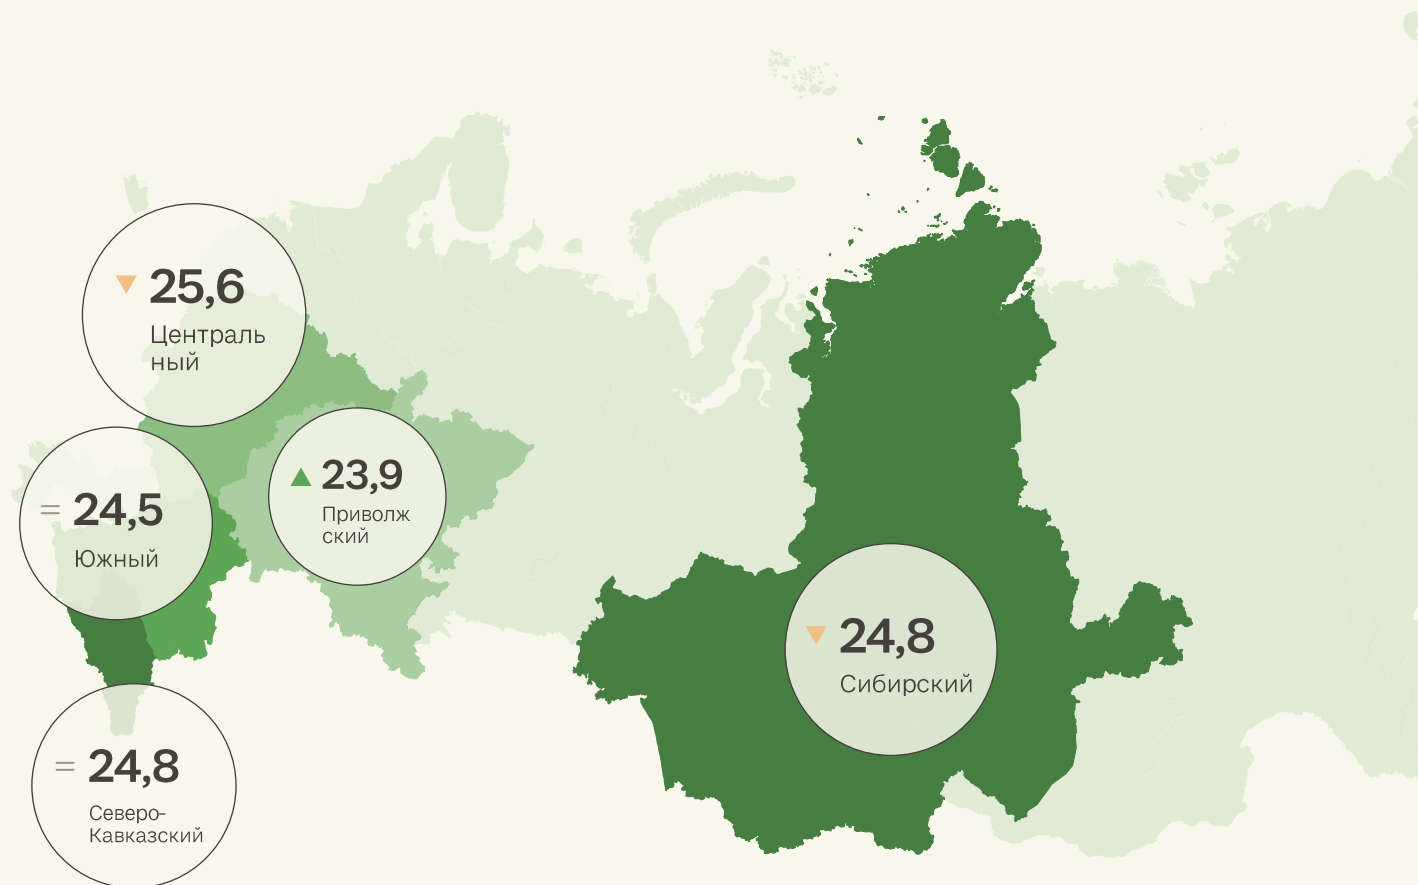 25,6
Централь
ный
23,9
Приволж
ский
= 24,5
Южный
24,8
Сибирский
= 24,8
Северо-
Кавказский